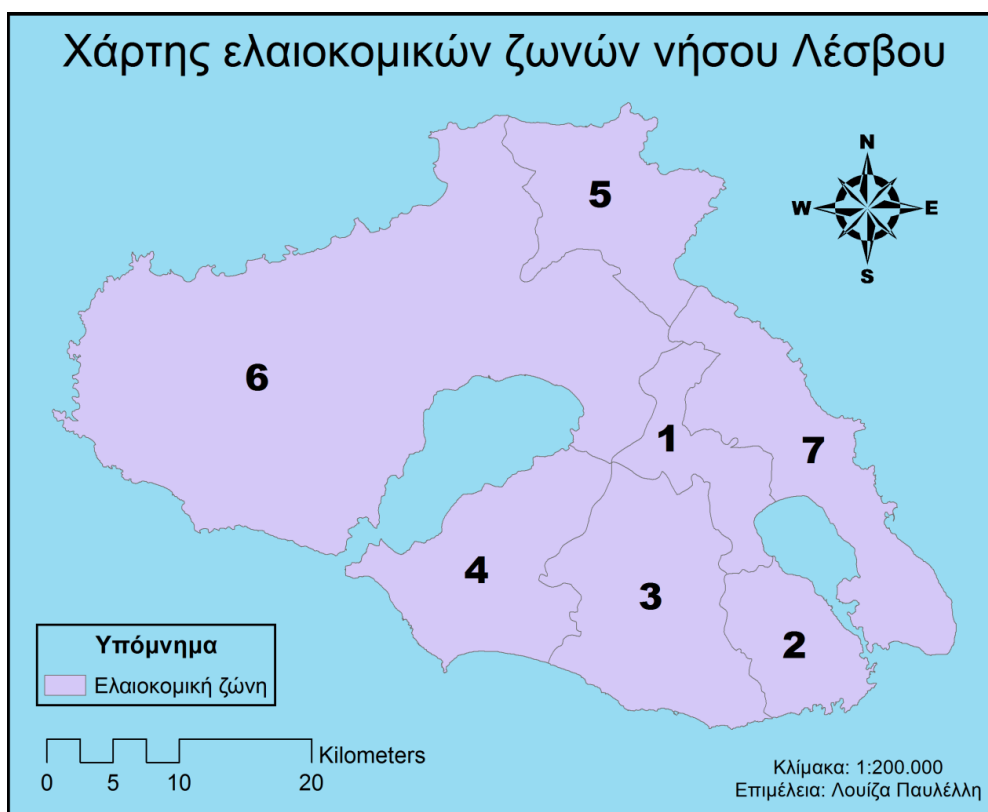 Χάρτης ελαιοκομικών ζωνών νήσου Λέσβου
N
W E
S
5
6
1
7
4
3
2
Υπόμνημα
Ελαιοκομική ζώνη
Kilometers
0 5 10 20
Κλίμακα: 1:200.000
Επιμέλεια: Λουίζα Παυλέλλη